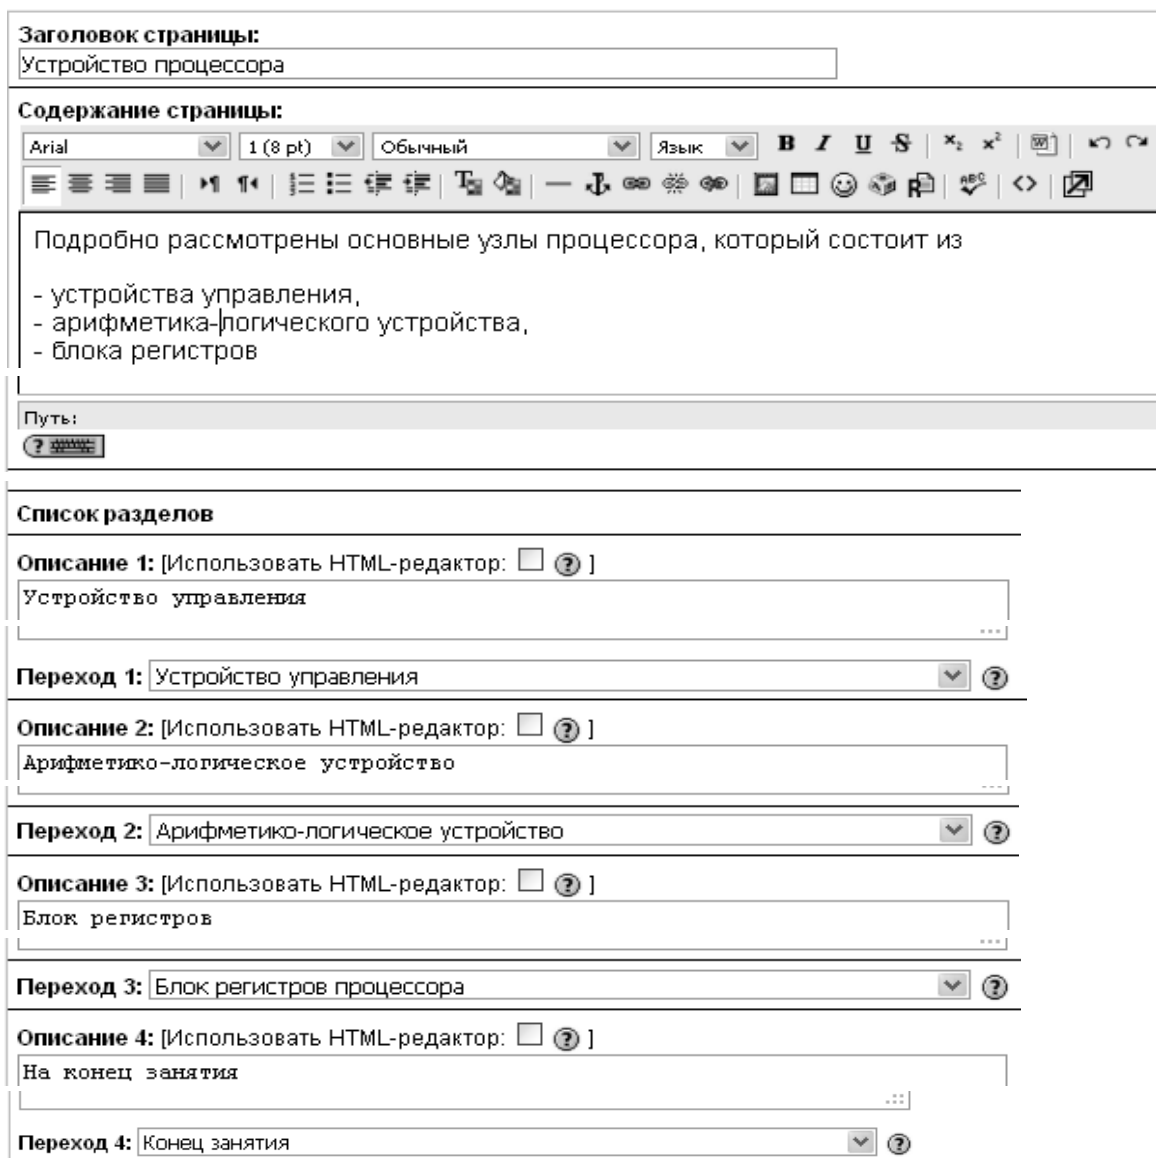 Заголовок страницы:
Устройство процессора
Содержание страницы:
Arial 1 (8 pt) Обычный Язык B I U S x₂ x²
Подробно рассмотрены основные узлы процессора, который состоит из
- устройства управления,
- арифметика-логического устройства,
- блока регистров
Путь:
Список разделов
Описание 1: [Использовать HTML-редактор: ? ]
Устройство управления
Переход 1: Устройство управления ?
Описание 2: [Использовать HTML-редактор: ? ]
Арифметико-логическое устройство
Переход 2: Арифметико-логическое устройство ?
Описание 3: [Использовать HTML-редактор: ? ]
Блок регистров
Переход 3: Блок регистров процессора ?
Описание 4: [Использовать HTML-редактор: ? ]
На конец занятия
Переход 4: Конец занятия ?